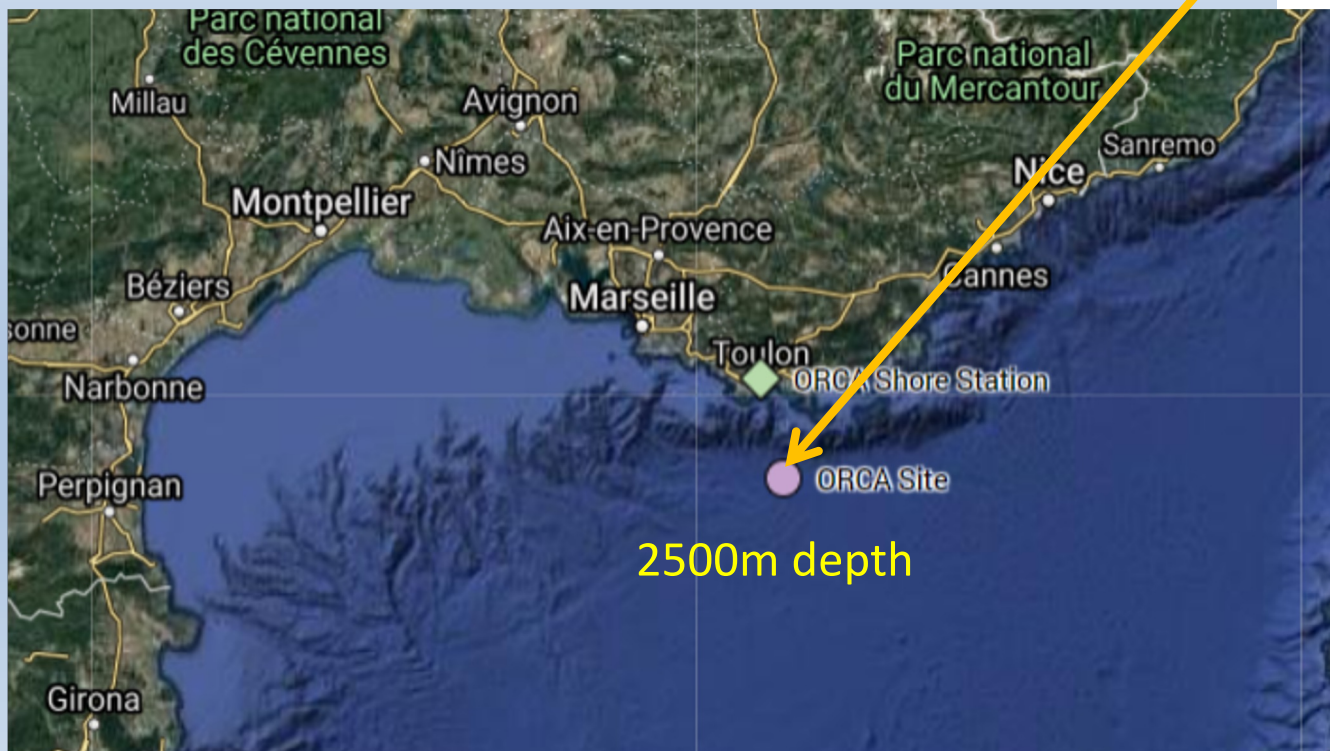 Parc national
des Cévennes
Parc national
du Mercantour
Millau
Avignon
Sanremo
Nîmes
Nice
Montpellier
Aix-en-Provence
Cannes
Béziers
Marseille
sonne
Toulon
Narbonne
ORCA Shore Station
Perpignan
ORCA Site
2500m depth
Girona